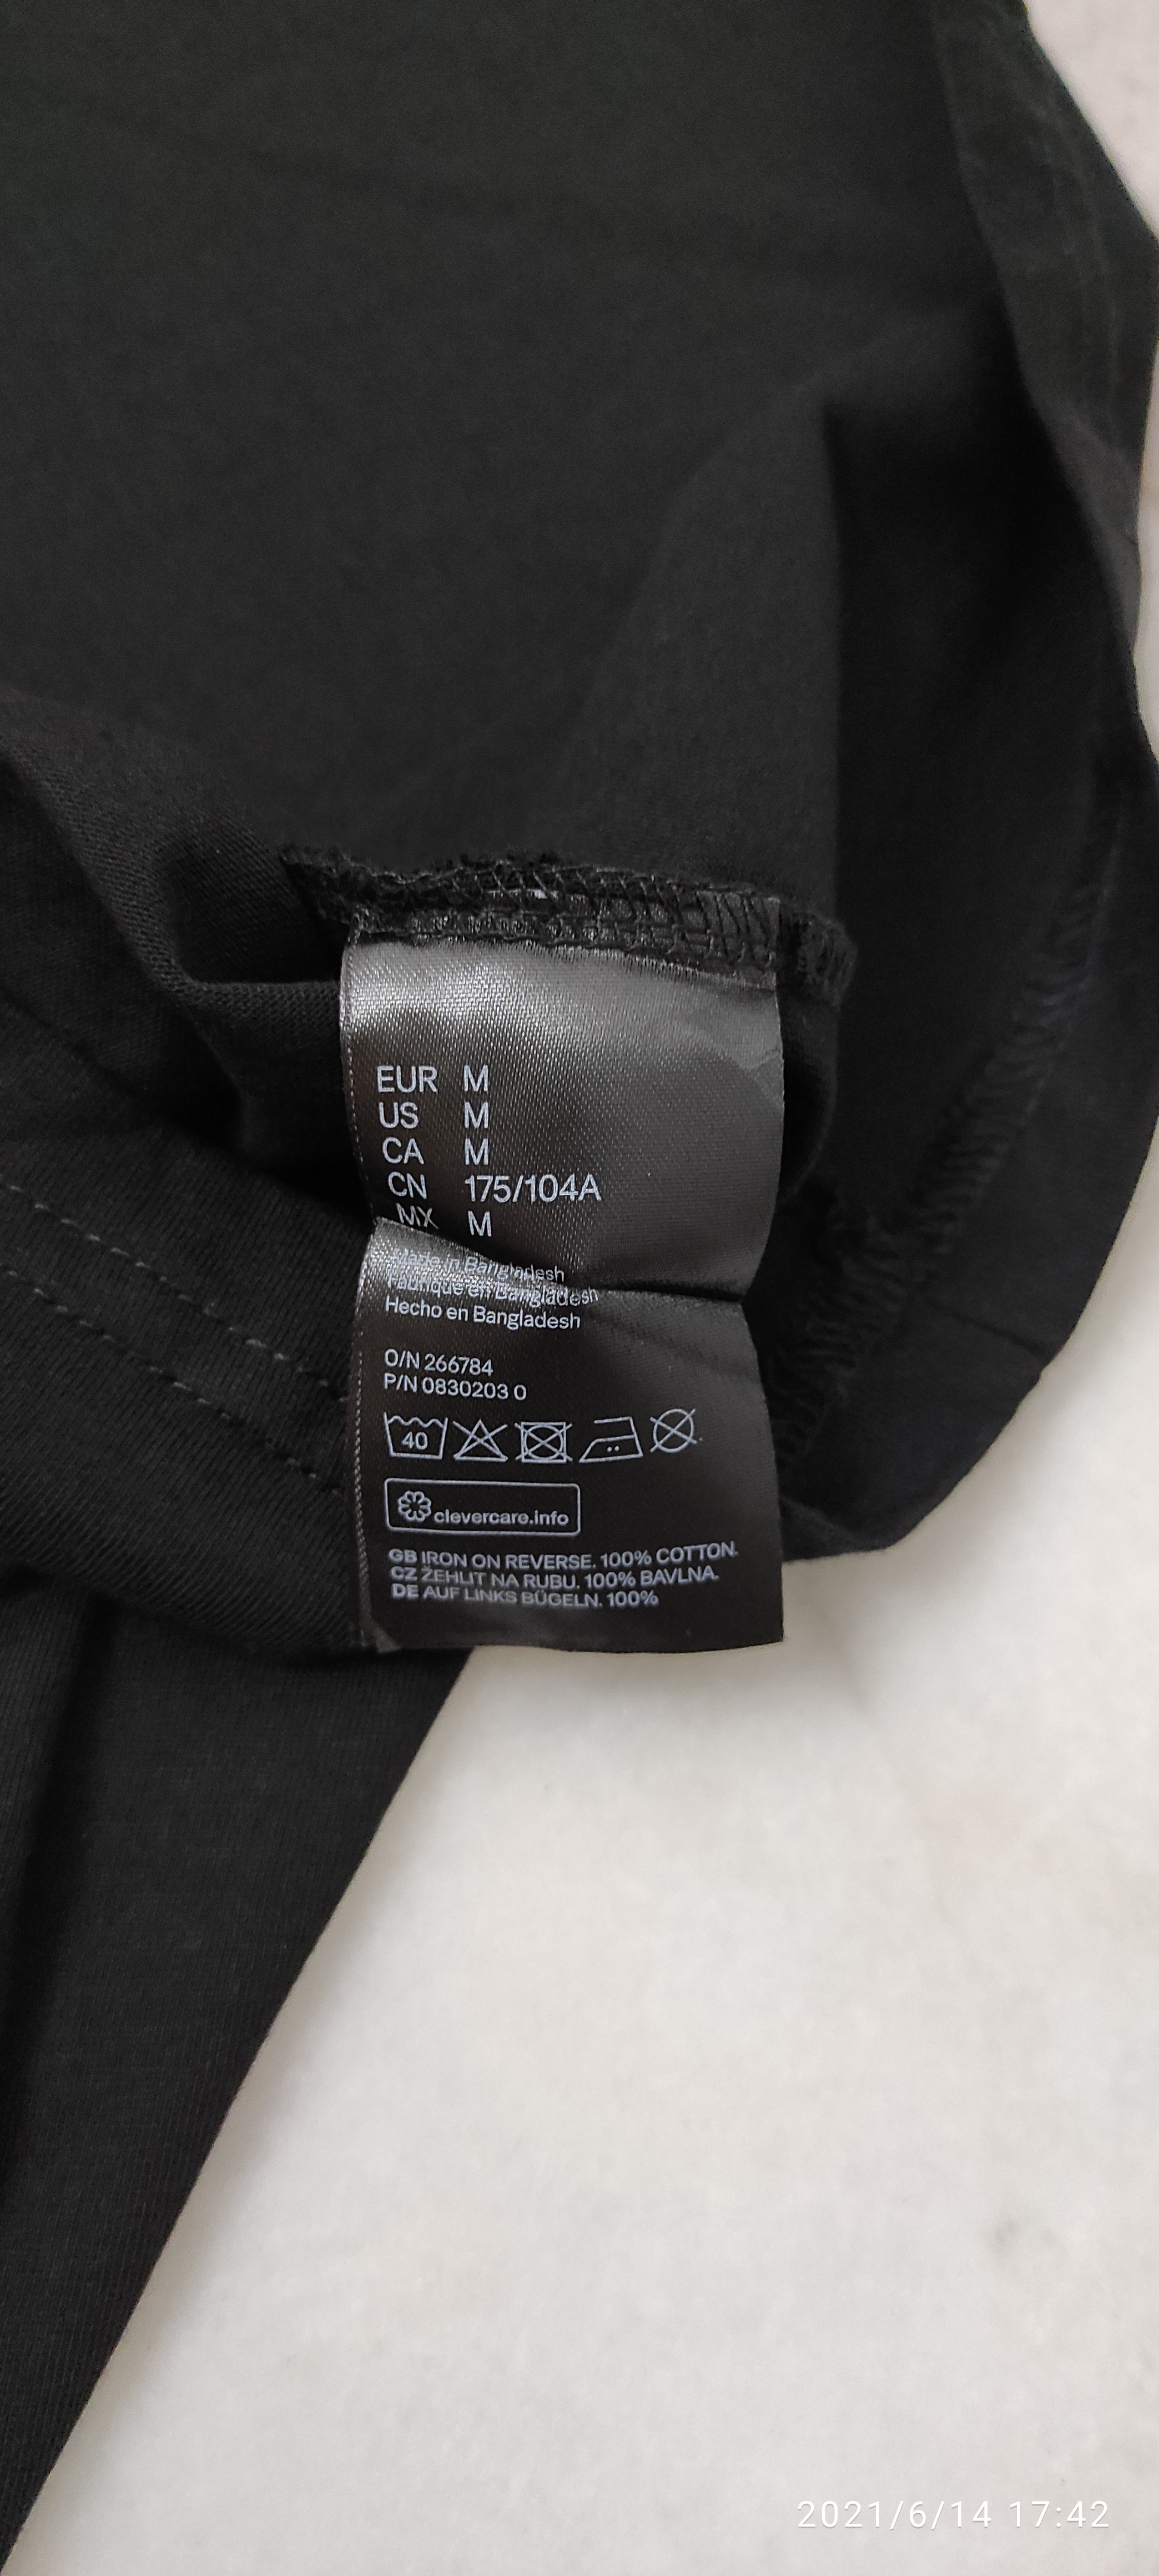 EUR M
US M
CA M
CN 175/104A
MX M
Made in Bangladesh
Fabriqué en Bangladesh
Hecho en Bangladesh
O/N 266784
P/N 0830203 0
40
clevercare.info
GB IRON ON REVERSE. 100% COTTON.
CZ ŽEHLIT NA RUBU. 100% BAVLNA.
DE AUF LINKS BÜGELN. 100%
2021/6/14 17:42